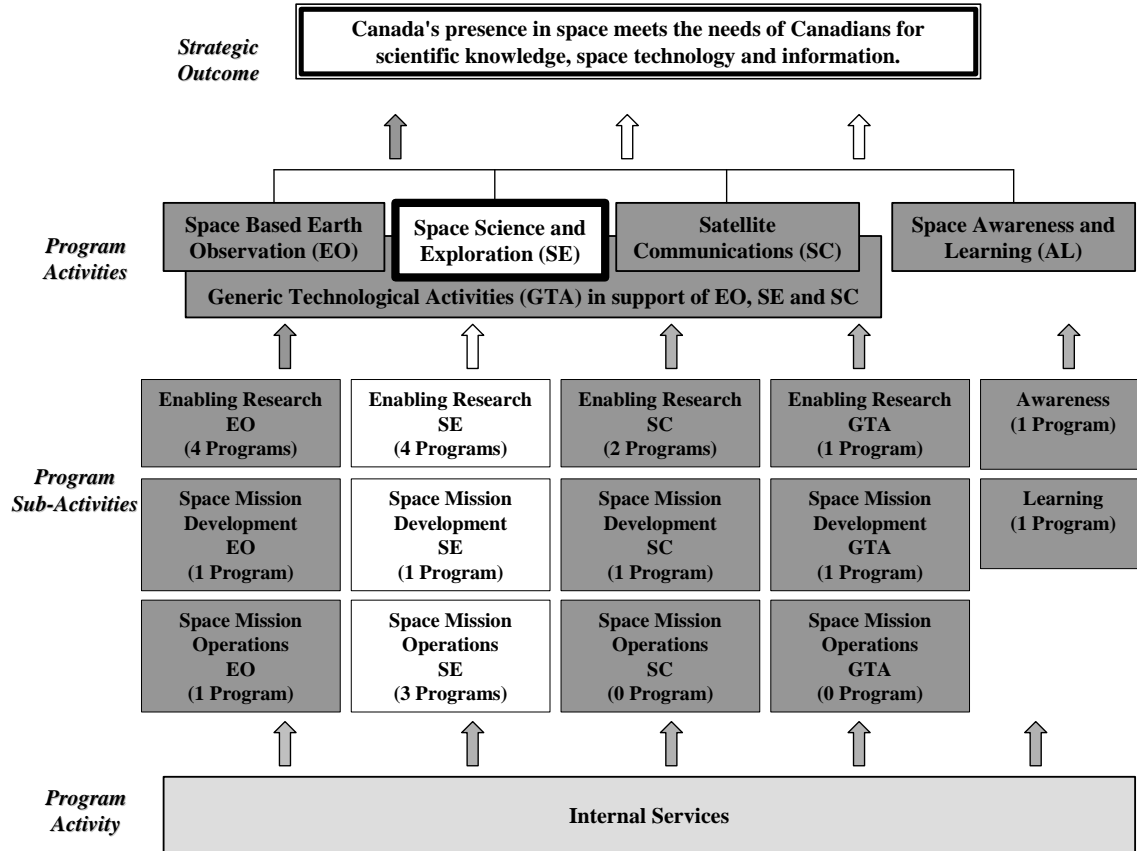 Strategic
Outcome
Canada's presence in space meets the needs of Canadians for
scientific knowledge, space technology and information.
Program
Activities
Space Based Earth
Observation (EO)
Space Science and
Exploration (SE)
Satellite
Communications (SC)
Space Awareness and
Learning (AL)
Generic Technological Activities (GTA) in support of EO, SE and SC
Program
Sub-Activities
Enabling Research
EO
(4 Programs)
Enabling Research
SE
(4 Programs)
Enabling Research
SC
(2 Programs)
Enabling Research
GTA
(1 Program)
Awareness
(1 Program)
Space Mission
Development
EO
(1 Program)
Space Mission
Development
SE
(1 Program)
Space Mission
Development
SC
(1 Program)
Space Mission
Development
GTA
(1 Program)
Learning
(1 Program)
Space Mission
Operations
EO
(1 Program)
Space Mission
Operations
SE
(3 Programs)
Space Mission
Operations
SC
(0 Program)
Space Mission
Operations
GTA
(0 Program)
Program
Activity
Internal Services